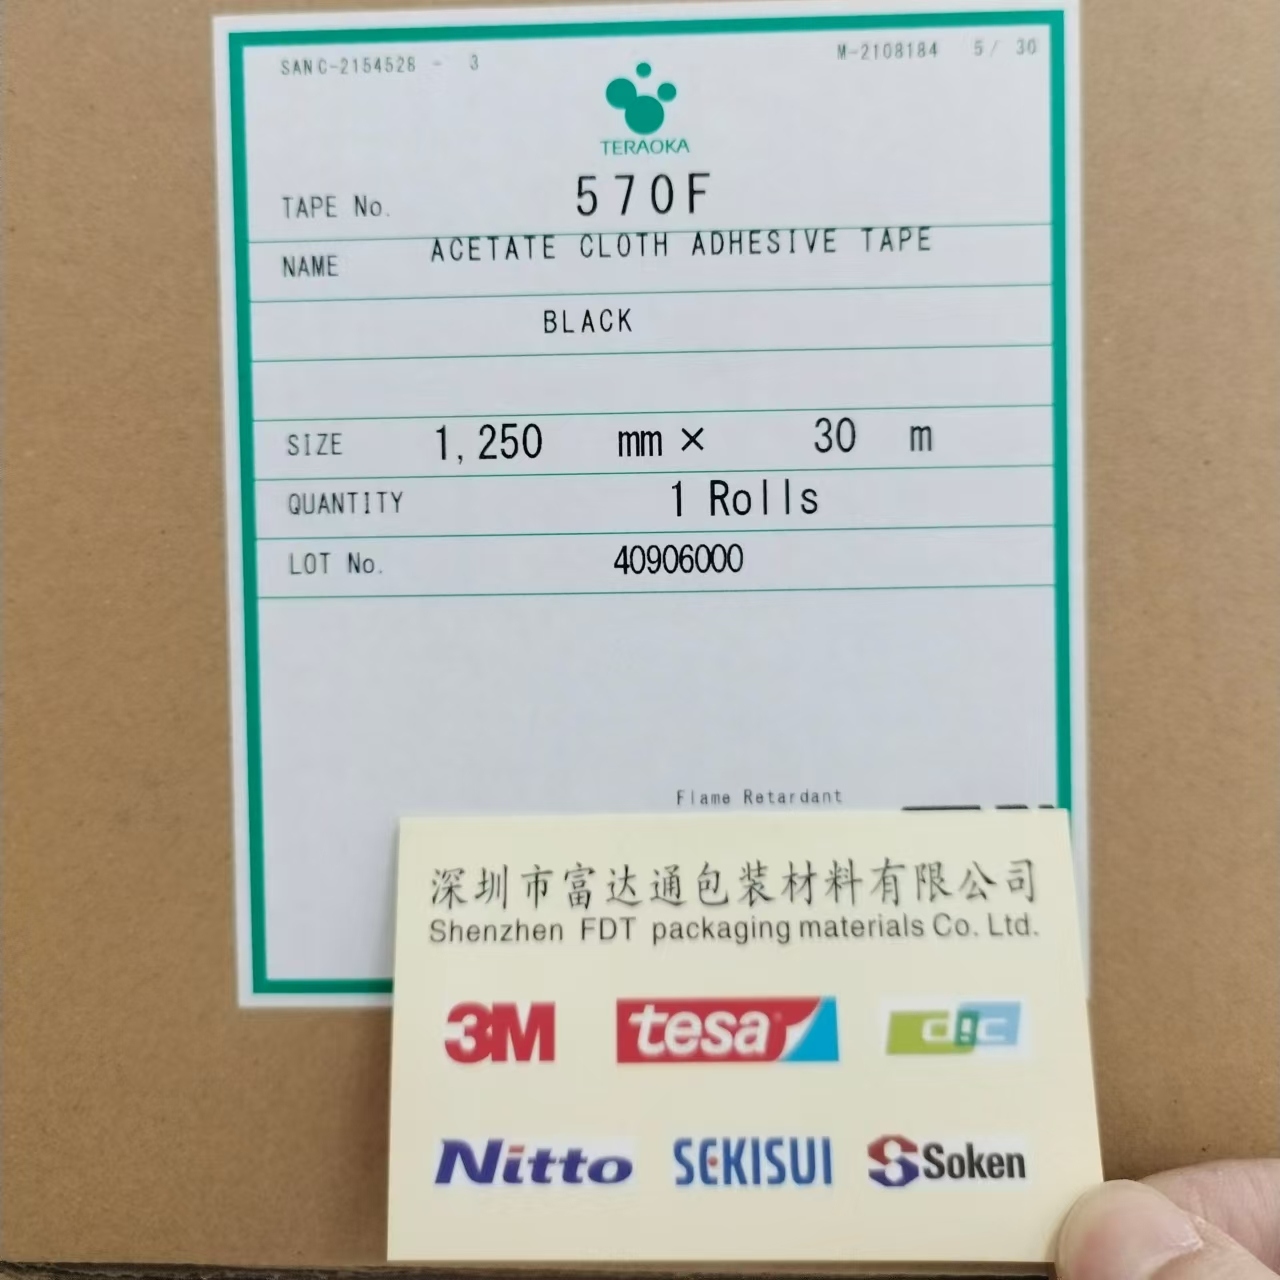 SANC-2154528 - 3
M-2108184 5/ 30
TERAOKA
TAPE No. 570F
NAME ACETATE CLOTH ADHESIVE TAPE
BLACK
SIZE 1,250 mm × 30 m
QUANTITY 1 Rolls
LOT No. 40906000
Flame Retardant
深圳市富达通包装材料有限公司
Shenzhen FDT packaging materials Co. Ltd.
3M tesa dic
Nitto SEKISUI Soken